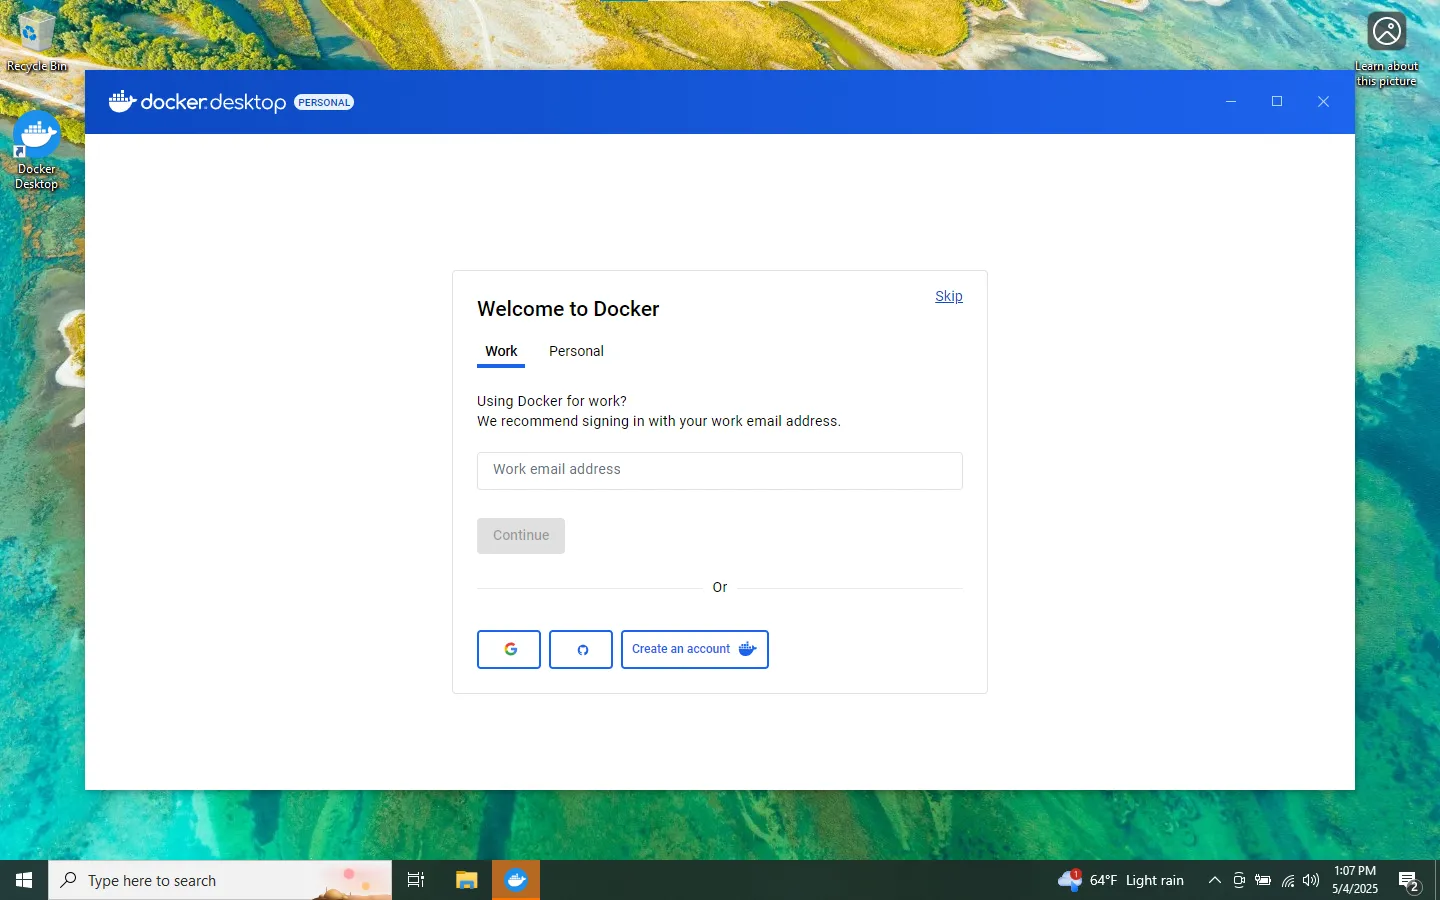 Recycle Bin
Learn about
this picture
docker.desktop PERSONAL
Docker
Desktop
Skip
Welcome to Docker
Work Personal
Using Docker for work?
We recommend signing in with your work email address.
Work email address
Continue
Or
Create an account
Type here to search
1
64°F Light rain
1:07 PM
5/4/2025
2